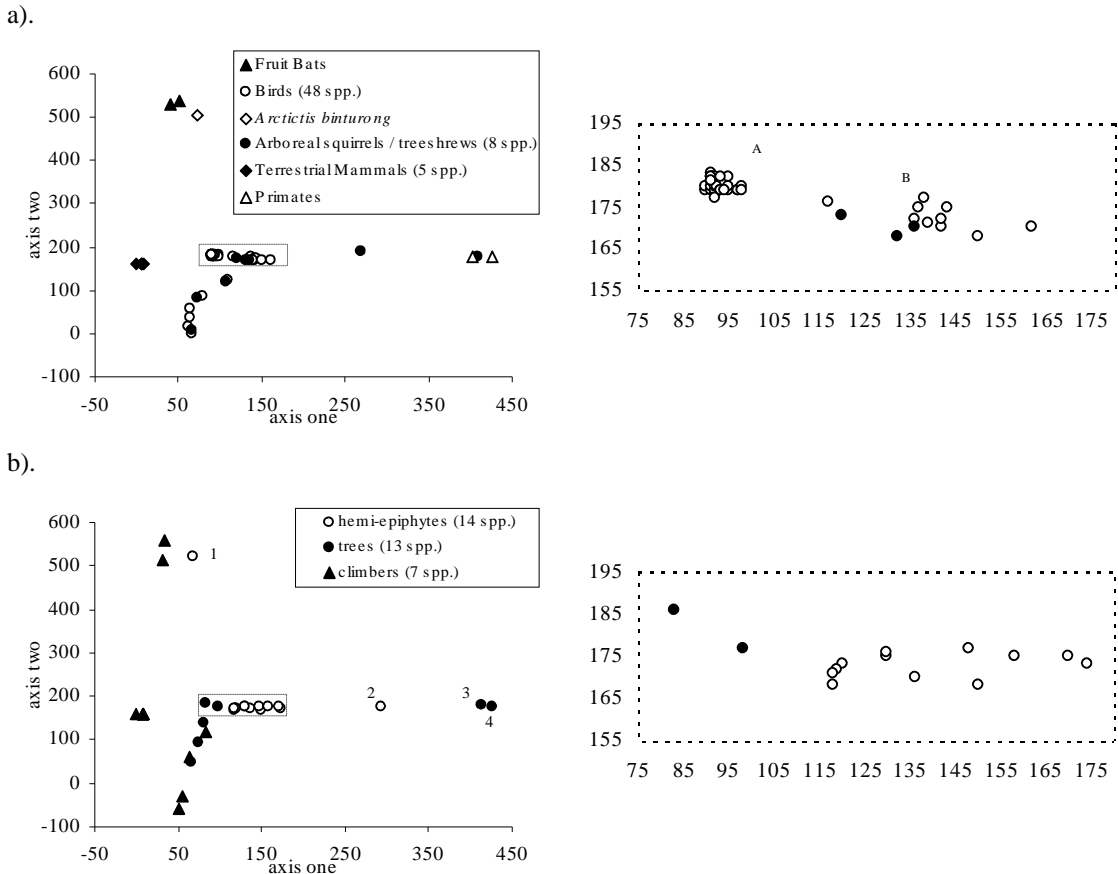 a).
Fruit Bats
Birds (48 spp.)
Arctictis binturong
Arboreal squirrels / treeshrews (8 spp.)
Terrestrial Mammals (5 spp.)
Primates
600
500
400
300
200
100
0
-100
axis two
-50 50 150 250 350 450
axis one
195
185
175
165
155
A
B
75 85 95 105 115 125 135 145 155 165 175
b).
hemi-epiphytes (14 spp.)
trees (13 spp.)
climbers (7 spp.)
600
500
400
300
200
100
0
-100
axis two
1
2
3
4
-50 50 150 250 350 450
axis one
195
185
175
165
155
75 85 95 105 115 125 135 145 155 165 175